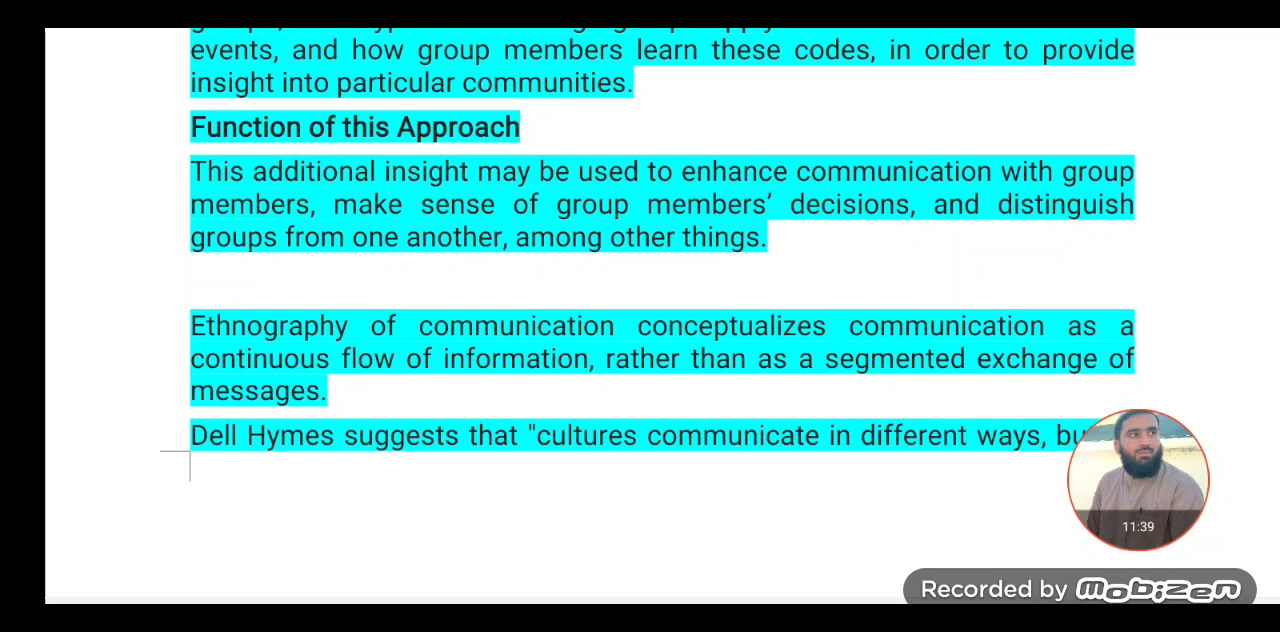 events, and how group members learn these codes, in order to provide
insight into particular communities.
Function of this Approach
This additional insight may be used to enhance communication with group
members, make sense of group members’ decisions, and distinguish
groups from one another, among other things.
Ethnography of communication conceptualizes communication as a
continuous flow of information, rather than as a segmented exchange of
messages.
Dell Hymes suggests that "cultures communicate in different ways,
11:39
Recorded by mobizen